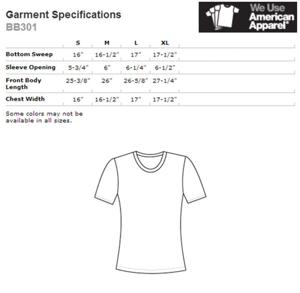 Garment Specifications
BB301
We Use
American
Apparel®
S M L XL
Bottom Sweep 16" 16-1/2" 17" 17-1/2"
Sleeve Opening 5-3/4" 6" 6-1/4" 6-1/2"
Front Body Length 25-3/8" 26" 26-5/8" 27-1/4"
Chest Width 16" 16-1/2" 17" 17-1/2"
Some colors may not be
available in all sizes.